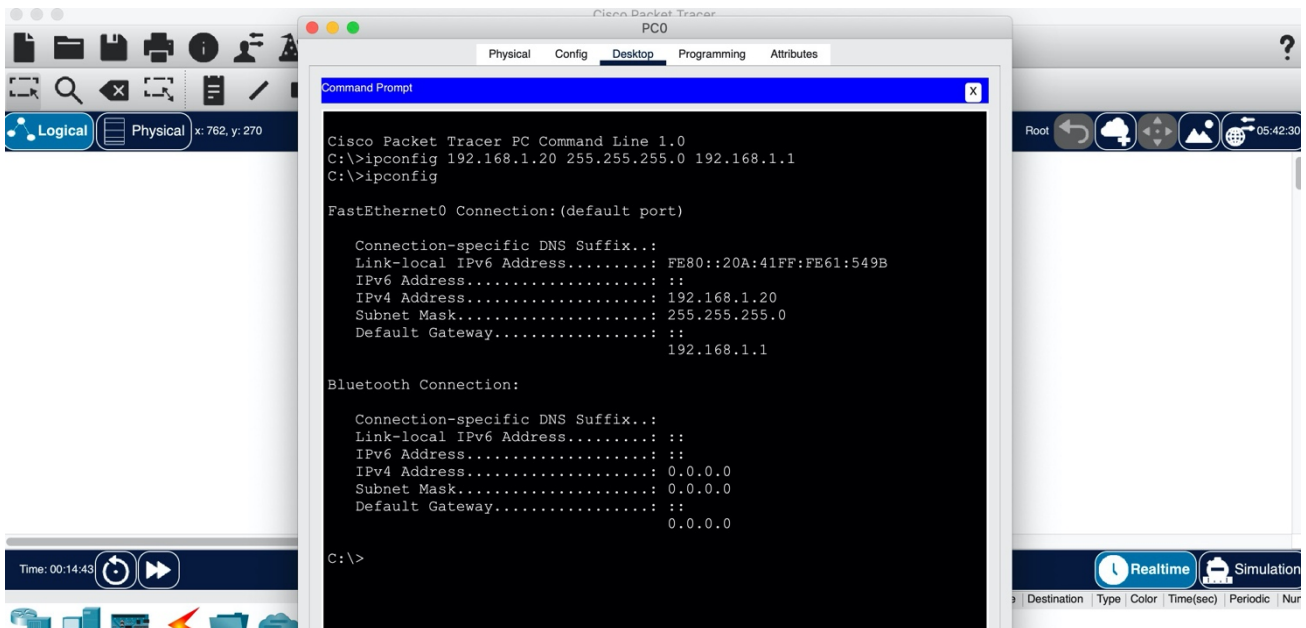 Cisco Packet Tracer
PC0
Physical Config Desktop Programming Attributes
?
Command Prompt
X
Logical
Physical
x: 762, y: 270
Root
05:42:30
Cisco Packet Tracer PC Command Line 1.0
C:\>ipconfig 192.168.1.20 255.255.255.0 192.168.1.1
C:\>ipconfig
FastEthernet0 Connection:(default port)
Connection-specific DNS Suffix..:
Link-local IPv6 Address.........: FE80::20A:41FF:FE61:549B
IPv6 Address....................: ::
IPv4 Address....................: 192.168.1.20
Subnet Mask.....................: 255.255.255.0
Default Gateway.................: ::
192.168.1.1
Bluetooth Connection:
Connection-specific DNS Suffix..:
Link-local IPv6 Address.........: ::
IPv6 Address....................: ::
IPv4 Address....................: 0.0.0.0
Subnet Mask.....................: 0.0.0.0
Default Gateway.................: ::
0.0.0.0
C:\>
Time: 00:14:43
Realtime
Simulation
Destination Type Color Time(sec) Periodic